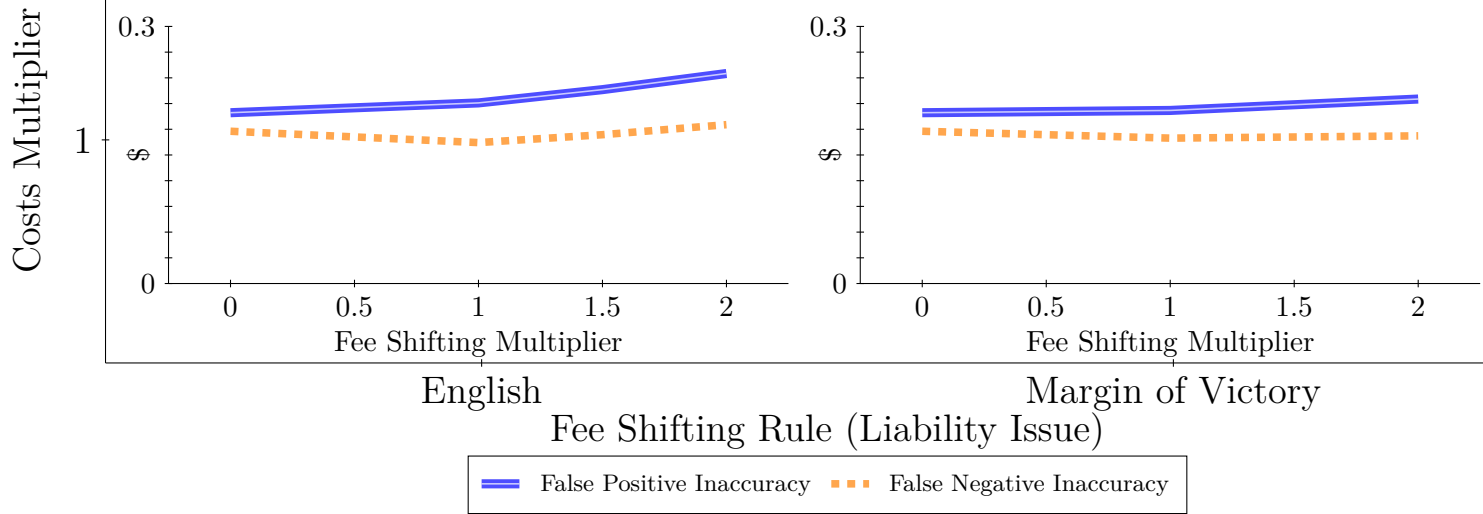 Costs Multiplier
1
0.3
$
0
0 0.5 1 1.5 2
Fee Shifting Multiplier
0.3
$
0
0 0.5 1 1.5 2
Fee Shifting Multiplier
English
Margin of Victory
Fee Shifting Rule (Liability Issue)
False Positive Inaccuracy
False Negative Inaccuracy